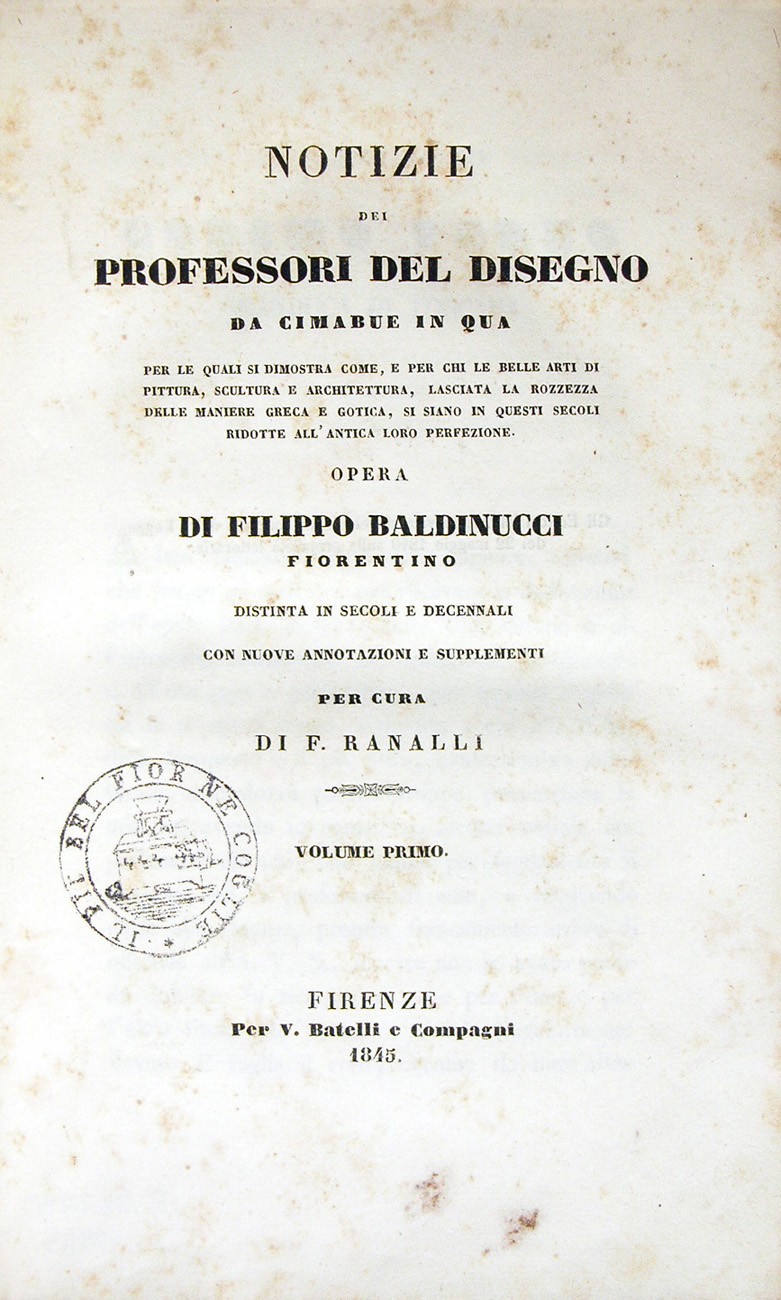 NOTIZIE
DEI
PROFESSORI DEL DISEGNO
DA CIMABUE IN QUA
PER LE QUALI SI DIMOSTRA COME, E PER CHI LE BELLE ARTI DI
PITTURA, SCULTURA E ARCHITETTURA, LASCIATA LA ROZZEZZA
DELLE MANIERE GRECA E GOTICA, SI SIANO IN QUESTI SECOLI
RIDOTTE ALL'ANTICA LORO PERFEZIONE.
OPERA
DI FILIPPO BALDINUCCI
FIORENTINO
DISTINTA IN SECOLI E DECENNALI
CON NUOVE ANNOTAZIONI E SUPPLEMENTI
PER CURA
DI F. RANALLI
IL PIÙ BEL FIOR NE COGLIE
VOLUME PRIMO.
FIRENZE
Per V. Batelli e Compagni
1845.